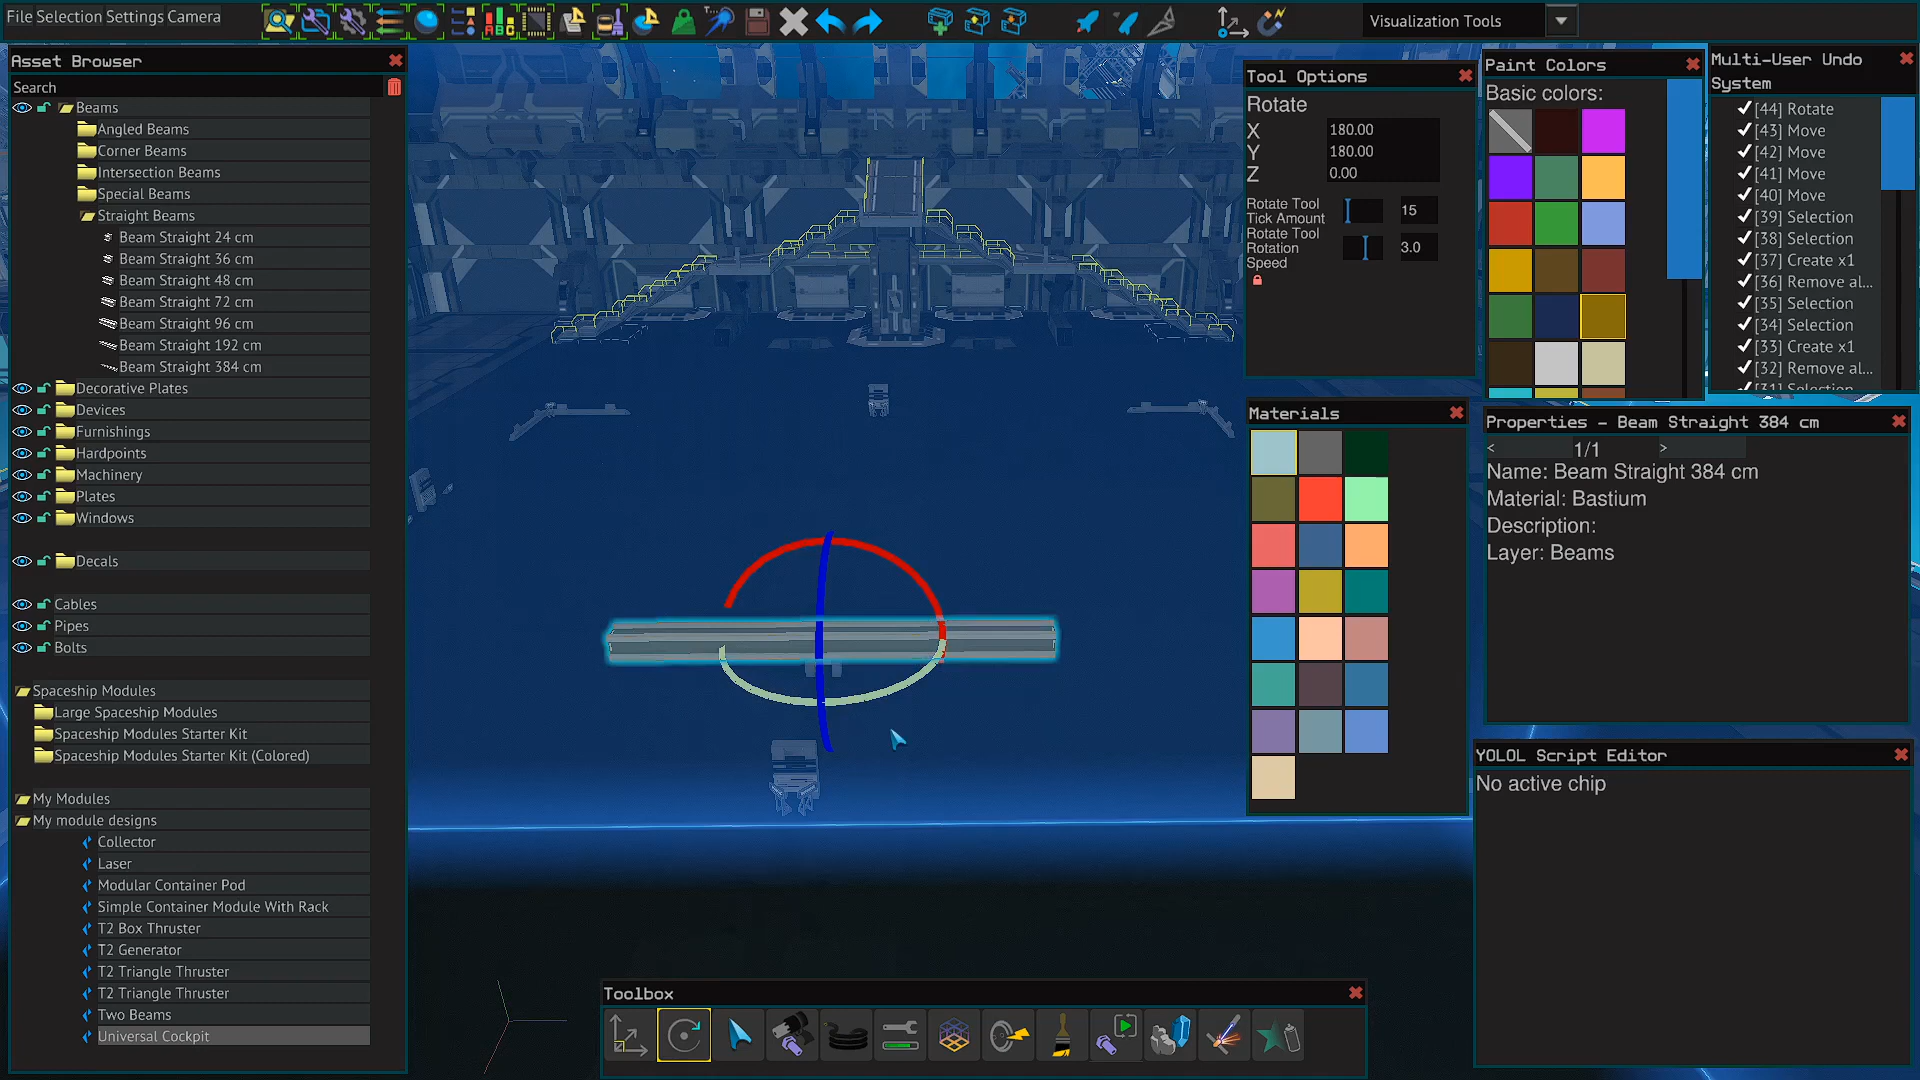 File Selection Settings Camera
Visualization Tools
Asset Browser
Search
Beams
Angled Beams
Corner Beams
Intersection Beams
Special Beams
Straight Beams
Beam Straight 24 cm
Beam Straight 36 cm
Beam Straight 48 cm
Beam Straight 72 cm
Beam Straight 96 cm
Beam Straight 192 cm
Beam Straight 384 cm
Decorative Plates
Devices
Furnishings
Hardpoints
Machinery
Plates
Windows
Decals
Cables
Pipes
Bolts
Spaceship Modules
Large Spaceship Modules
Spaceship Modules Starter Kit
Spaceship Modules Starter Kit (Colored)
My Modules
My module designs
Collector
Laser
Modular Container Pod
Simple Container Module With Rack
T2 Box Thruster
T2 Generator
T2 Triangle Thruster
T2 Triangle Thruster
Two Beams
Universal Cockpit
Tool Options
Rotate
X 180.00
Y 180.00
Z 0.00
Rotate Tool
Tick Amount 15
Rotate Tool
Rotation 3.0
Speed
Paint Colors
Basic colors:
Multi-User Undo
System
[44] Rotate
[43] Move
[42] Move
[41] Move
[40] Move
[39] Selection
[38] Selection
[37] Create x1
[36] Remove al...
[35] Selection
[34] Selection
[33] Create x1
[32] Remove al...
[31] Selection
Materials
Properties - Beam Straight 384 cm
< 1/1 >
Name: Beam Straight 384 cm
Material: Bastium
Description:
Layer: Beams
YOLOL Script Editor
No active chip
Toolbox